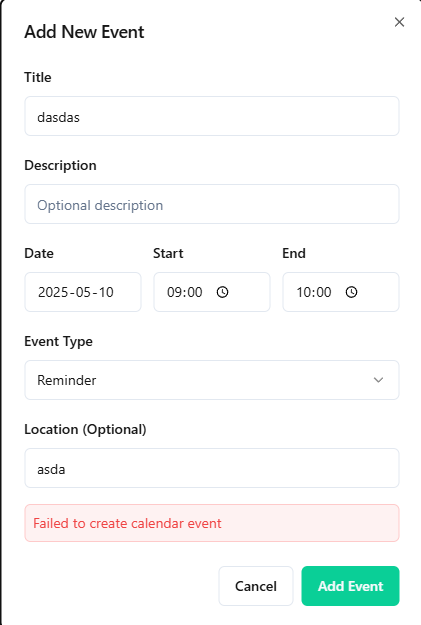 Add New Event
Title
dasdas
Description
Optional description
Date Start End
2025-05-10 09:00 10:00
Event Type
Reminder
Location (Optional)
asda
Failed to create calendar event
Cancel Add Event